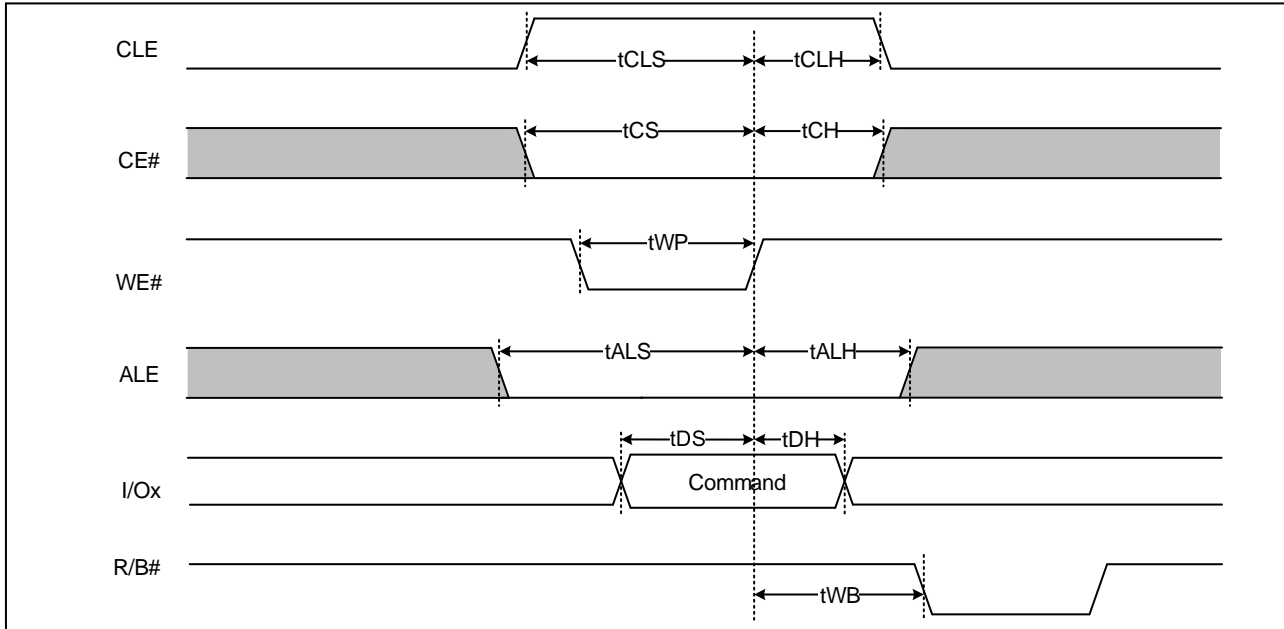 CLE
tCLS tCLH
CE#
tCS tCH
WE#
tWP
ALE
tALS tALH
I/Ox
tDS tDH
Command
R/B#
tWB